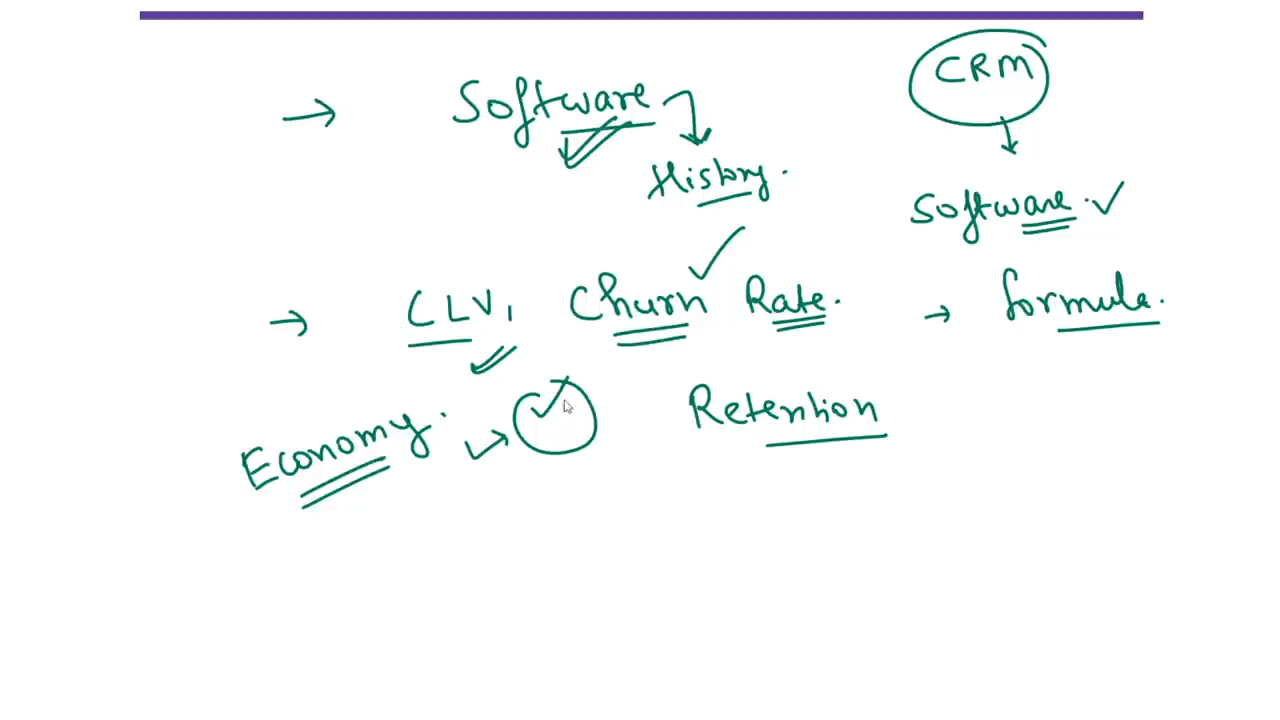 CRM
→ Software
History.
Software.
→ CLV, Churn Rate. → formula.
Retention
Economy.